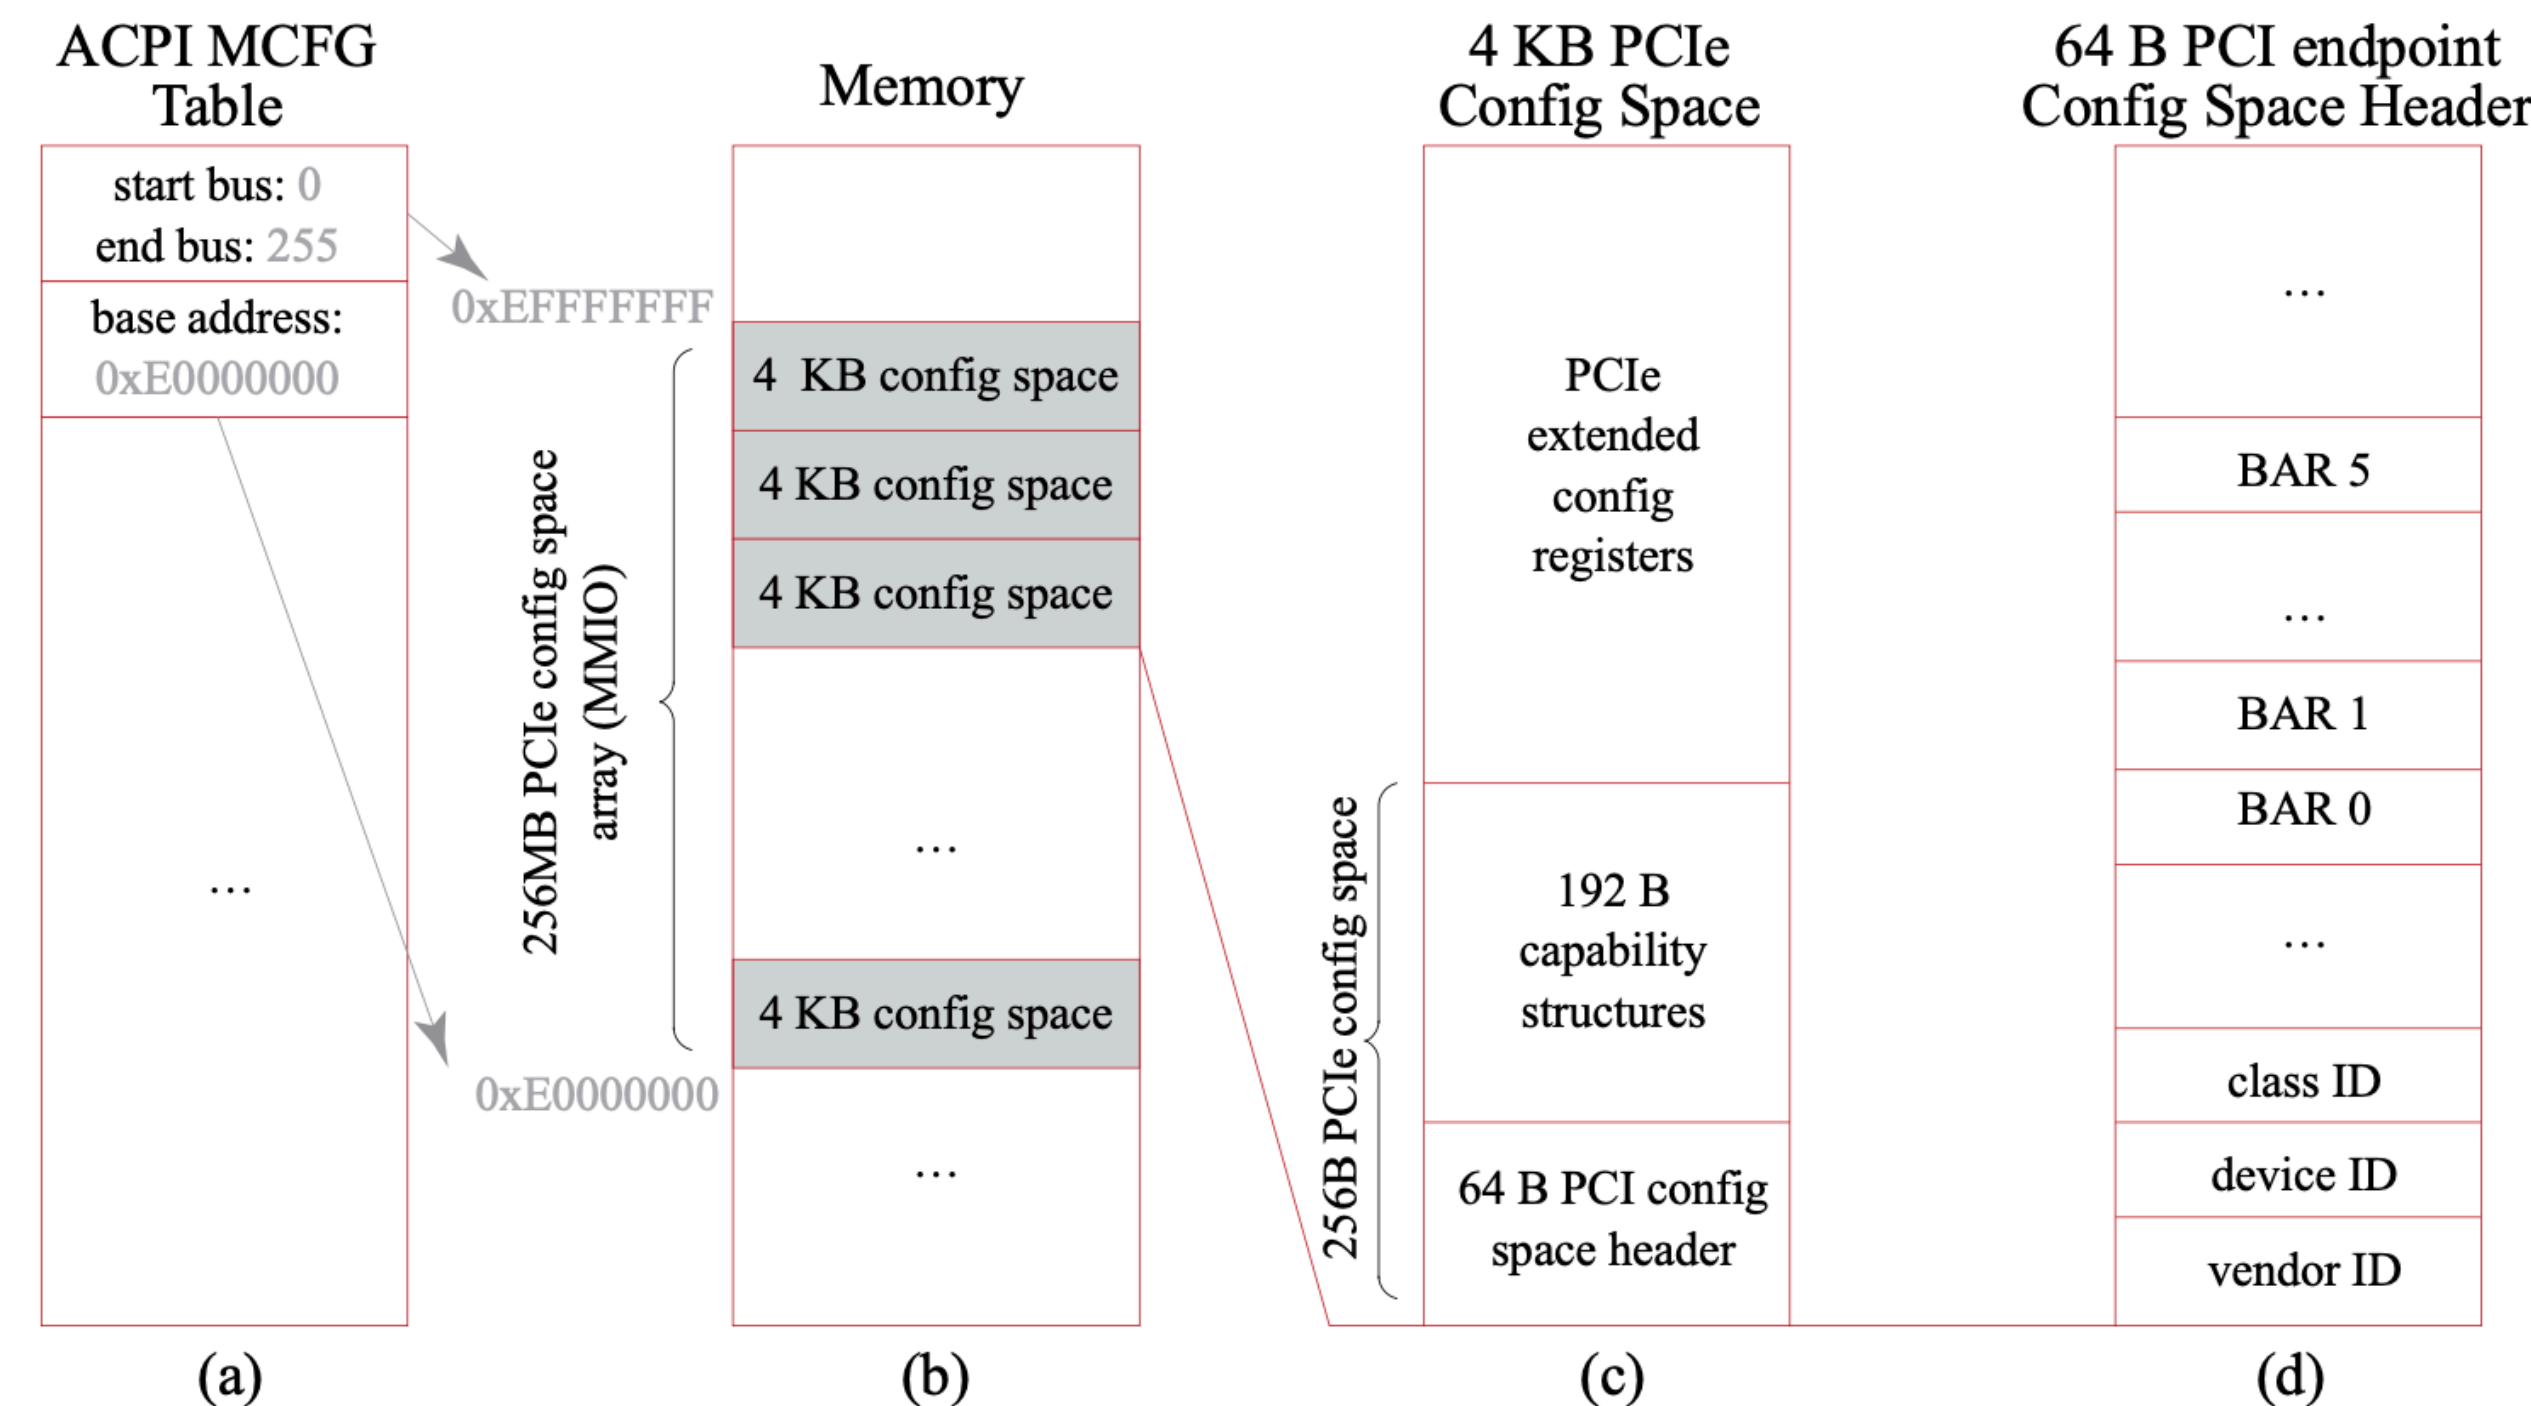 ACPI MCFG
Table
start bus: 0
end bus: 255
base address:
0xE0000000
...
(a)
Memory
0xEFFFFFFF
4 KB config space
4 KB config space
4 KB config space
256MB PCIe config space
array (MMIO)
...
4 KB config space
0xE0000000
...
(b)
4 KB PCIe
Config Space
PCIe
extended
config
registers
256B PCIe config space
192 B
capability
structures
64 B PCI config
space header
(c)
64 B PCI endpoint
Config Space Header
...
BAR 5
...
BAR 1
BAR 0
...
class ID
device ID
vendor ID
(d)